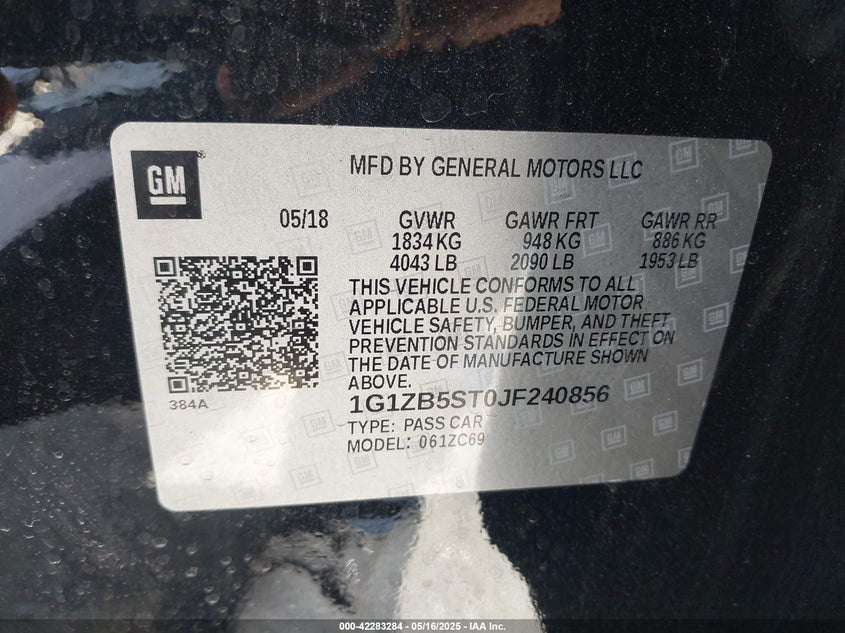 GM
MFD BY GENERAL MOTORS LLC
05/18 GVWR GAWR FRT GAWR RR
1834 KG 948 KG 886 KG
4043 LB 2090 LB 1953 LB
THIS VEHICLE CONFORMS TO ALL
APPLICABLE U.S. FEDERAL MOTOR
VEHICLE SAFETY, BUMPER, AND THEFT
PREVENTION STANDARDS IN EFFECT ON
THE DATE OF MANUFACTURE SHOWN
ABOVE.
384A
1G1ZB5ST0JF240856
TYPE: PASS CAR
MODEL: 061ZC69
000-42283284 - 05/16/2025 - IAA Inc.